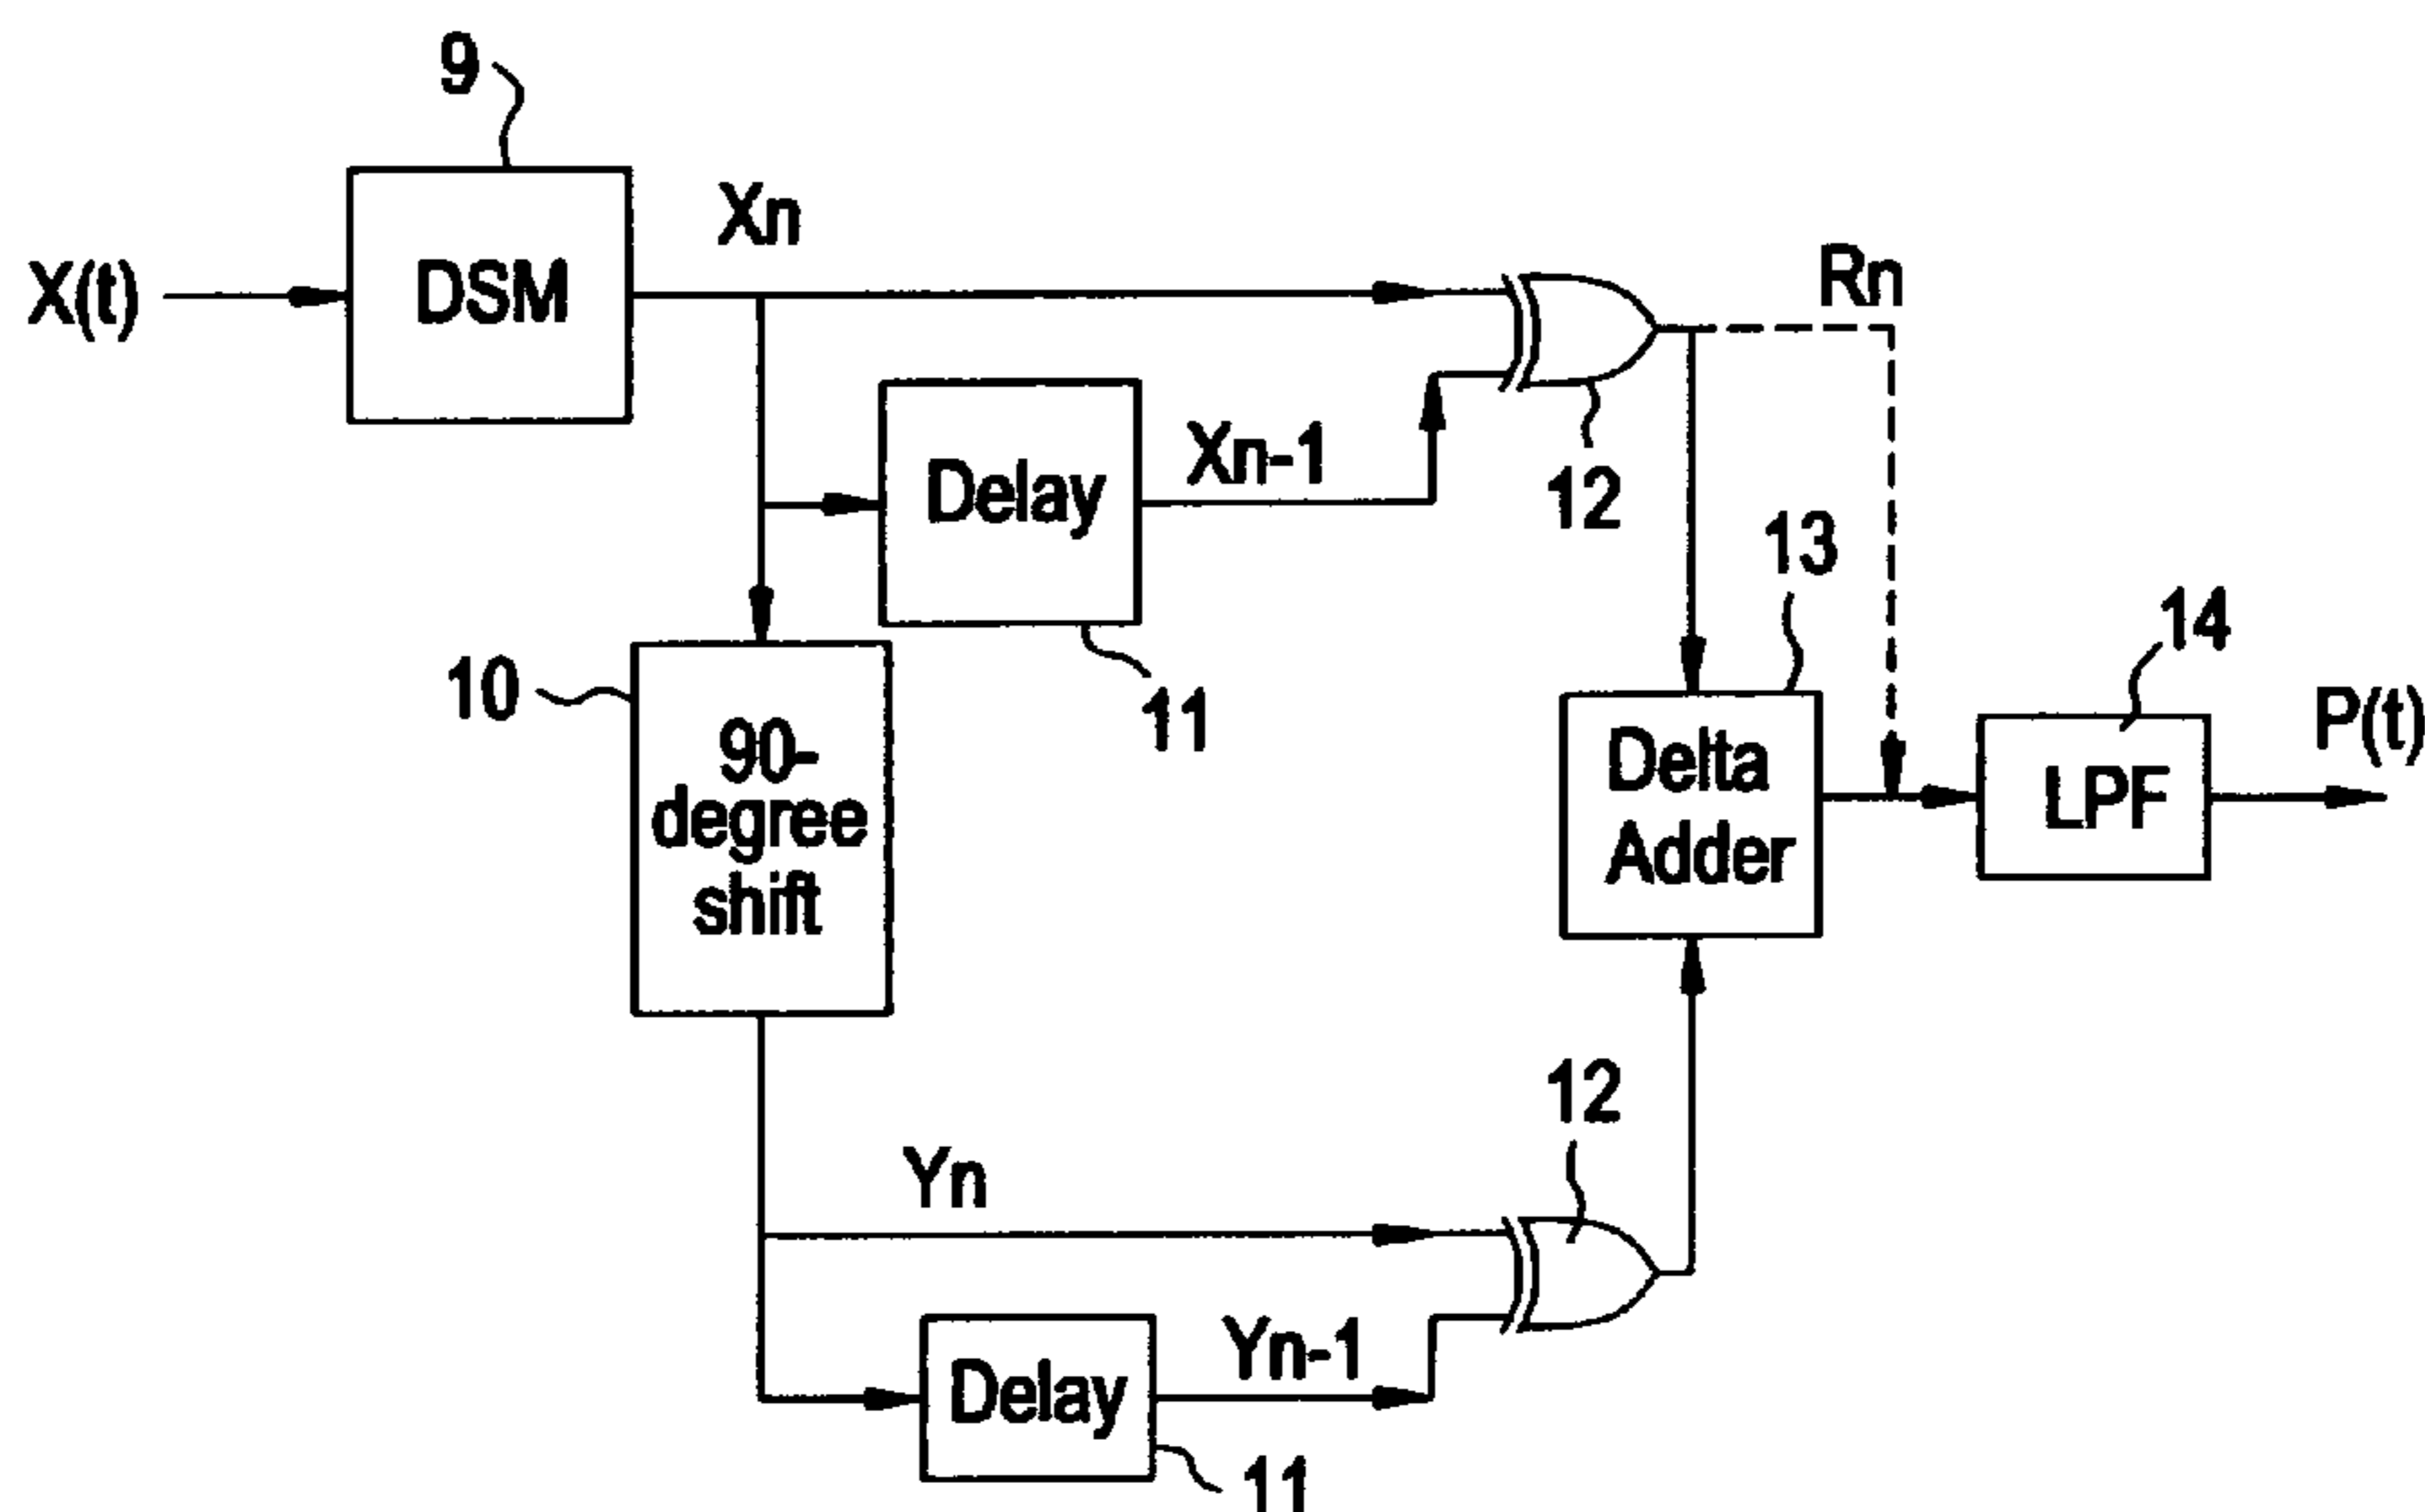 9
Xn
X(t)
DSM
Rn
Delay
Xn-1
12
13
10
11
14
90-
degree
shift
Delta
Adder
LPF
P(t)
Yn
12
Delay
Yn-1
11